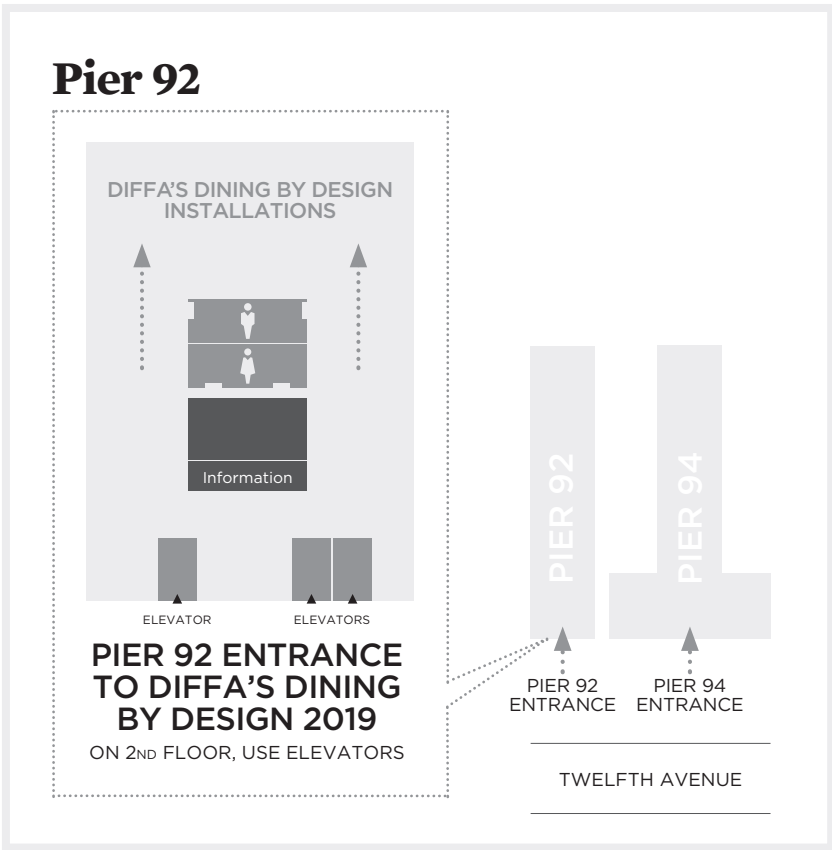 Pier 92
DIFFA'S DINING BY DESIGN
INSTALLATIONS
Information
ELEVATOR
ELEVATORS
PIER 92 ENTRANCE
TO DIFFA'S DINING
BY DESIGN 2019
ON 2ND FLOOR, USE ELEVATORS
PIER 92
PIER 94
PIER 92
ENTRANCE
PIER 94
ENTRANCE
TWELFTH AVENUE